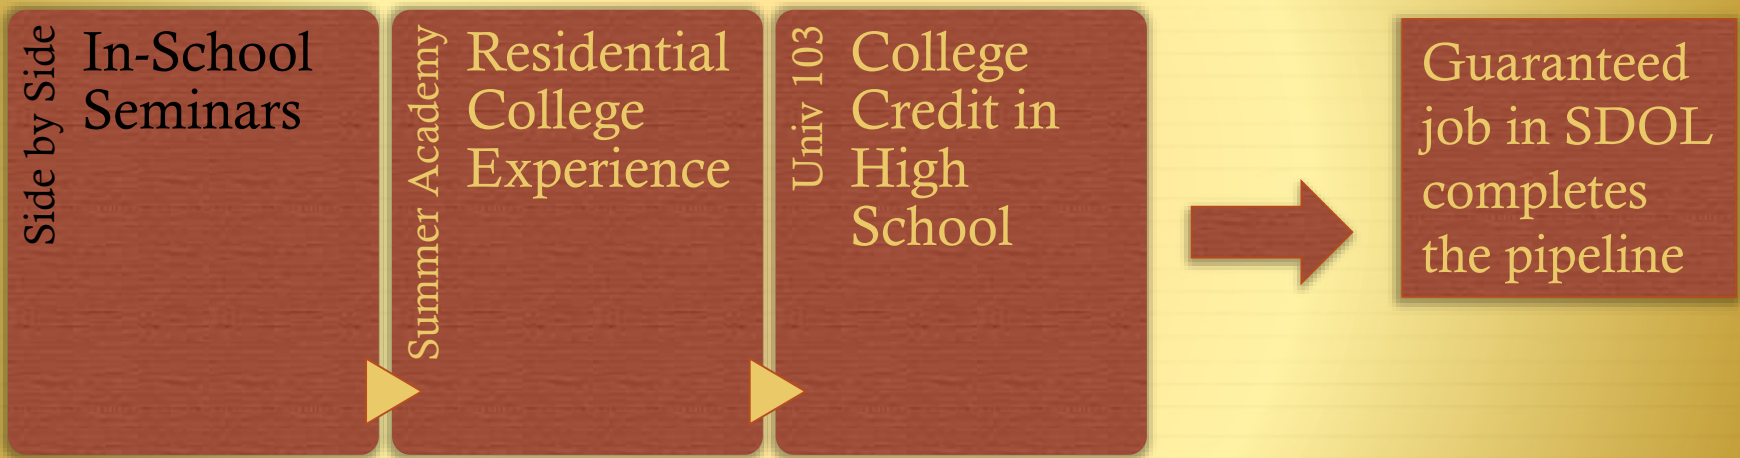 Side by Side
In-School
Seminars
Summer Academy
Residential
College
Experience
Univ 103
College
Credit in
High
School
Guaranteed
job in SDOL
completes
the pipeline